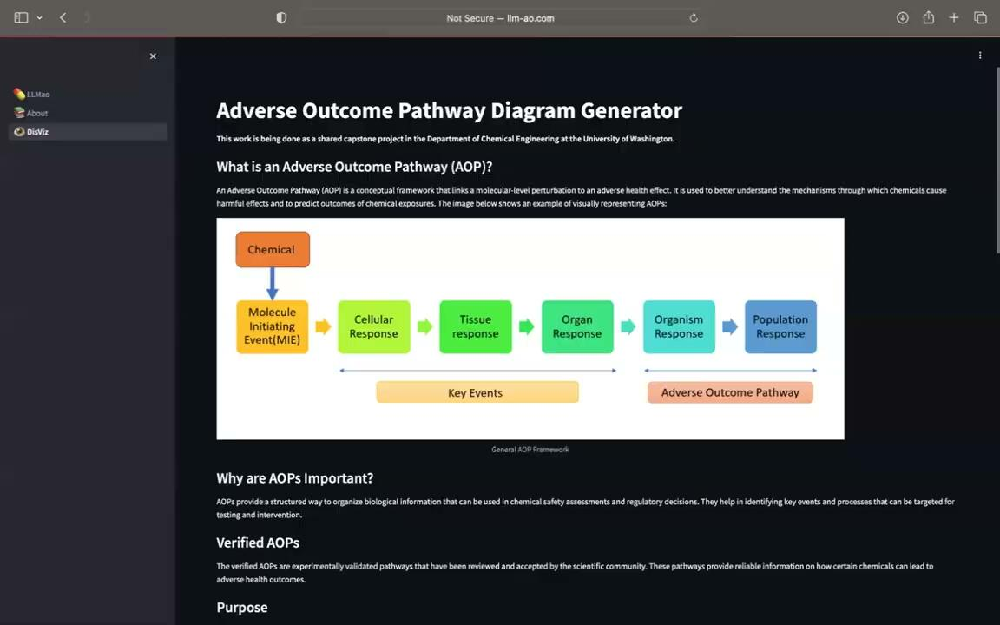 Not Secure — llm-ao.com
LLMao
About
DisViz
Adverse Outcome Pathway Diagram Generator
This work is being done as a shared capstone project in the Department of Chemical Engineering at the University of Washington.
What is an Adverse Outcome Pathway (AOP)?
An Adverse Outcome Pathway (AOP) is a conceptual framework that links a molecular-level perturbation to an adverse health effect. It is used to better understand the mechanisms through which chemicals cause
harmful effects and to predict outcomes of chemical exposures. The image below shows an example of visually representing AOPs:
Chemical
Molecule
Initiating
Event(MIE)
Cellular
Response
Tissue
response
Organ
Response
Organism
Response
Population
Response
Key Events
Adverse Outcome Pathway
General AOP Framework
Why are AOPs Important?
AOPs provide a structured way to organize biological information that can be used in chemical safety assessments and regulatory decisions. They help in identifying key events and processes that can be targeted for
testing and intervention.
Verified AOPs
The verified AOPs are experimentally validated pathways that have been reviewed and accepted by the scientific community. These pathways provide reliable information on how certain chemicals can lead to
adverse health outcomes.
Purpose